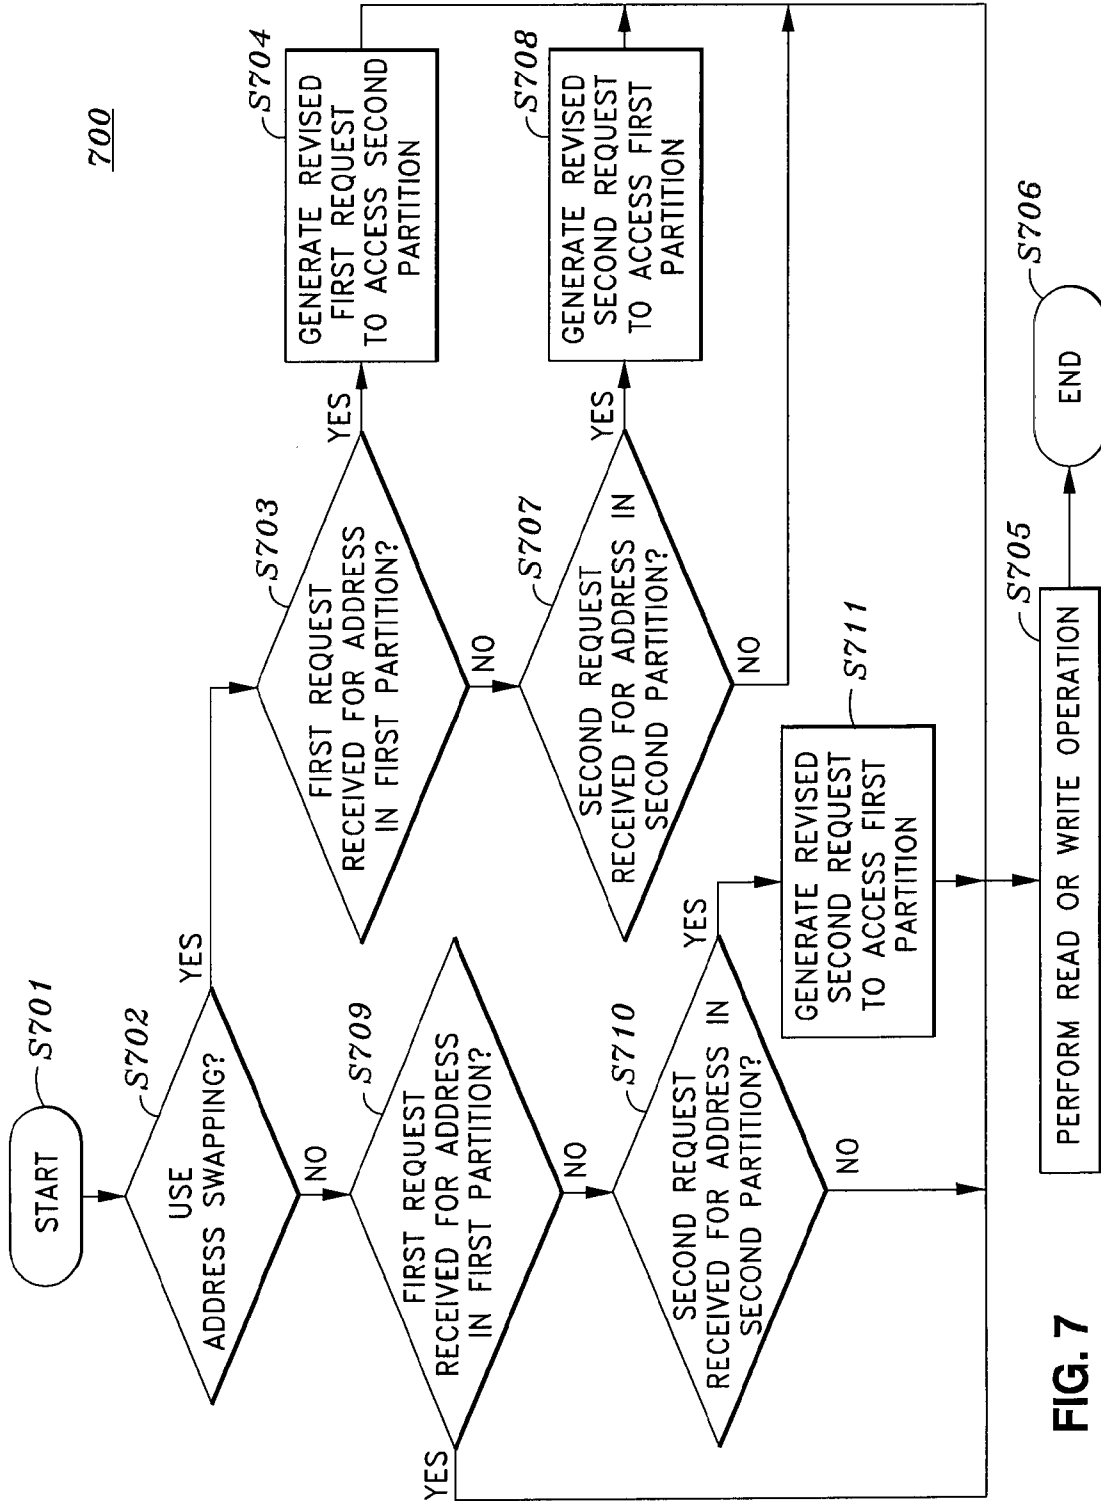 700
START
S701
USE
ADDRESS SWAPPING?
S702
YES
NO
FIRST REQUEST
RECEIVED FOR ADDRESS
IN FIRST PARTITION?
S703
YES
NO
GENERATE REVISED
FIRST REQUEST
TO ACCESS SECOND
PARTITION
S704
FIRST REQUEST
RECEIVED FOR ADDRESS
IN FIRST PARTITION?
S709
YES
NO
SECOND REQUEST
RECEIVED FOR ADDRESS IN
SECOND PARTITION?
S707
YES
NO
GENERATE REVISED
SECOND REQUEST
TO ACCESS FIRST
PARTITION
S708
SECOND REQUEST
RECEIVED FOR ADDRESS IN
SECOND PARTITION?
S710
YES
NO
GENERATE REVISED
SECOND REQUEST
TO ACCESS FIRST
PARTITION
S711
PERFORM READ OR WRITE OPERATION
S705
END
S706
FIG. 7